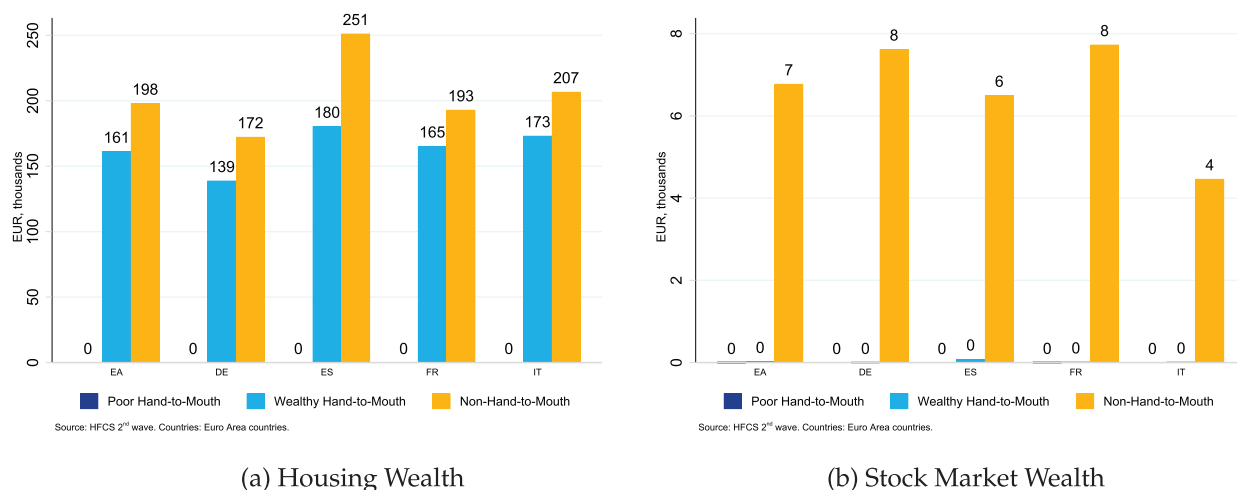 EUR, thousands
250
200
150
100
50
0
0 161 198
0 139 172
0 180 251
0 165 193
0 173 207
EA DE ES FR IT
Poor Hand-to-Mouth Wealthy Hand-to-Mouth Non-Hand-to-Mouth
Source: HFCS 2nd wave. Countries: Euro Area countries.
(a) Housing Wealth
EUR, thousands
8
6
4
2
0
0 0 7
0 0 8
0 0 6
0 0 8
0 0 4
EA DE ES FR IT
Poor Hand-to-Mouth Wealthy Hand-to-Mouth Non-Hand-to-Mouth
Source: HFCS 2nd wave. Countries: Euro Area countries.
(b) Stock Market Wealth